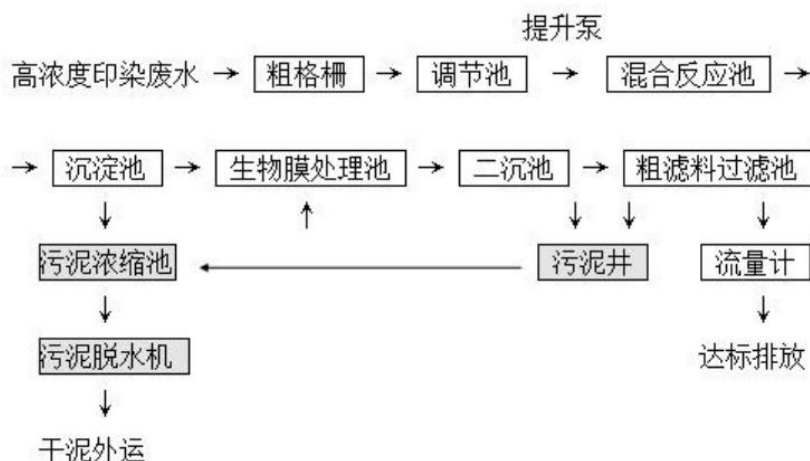 提升泵
高浓度印染废水 → 粗格栅 → 调节池 → 混合反应池 →
→ 沉淀池 → 生物膜处理池 → 二沉池 → 粗滤料过滤池
污泥浓缩池 污泥井 流量计
污泥脱水机 达标排放
干泥外运